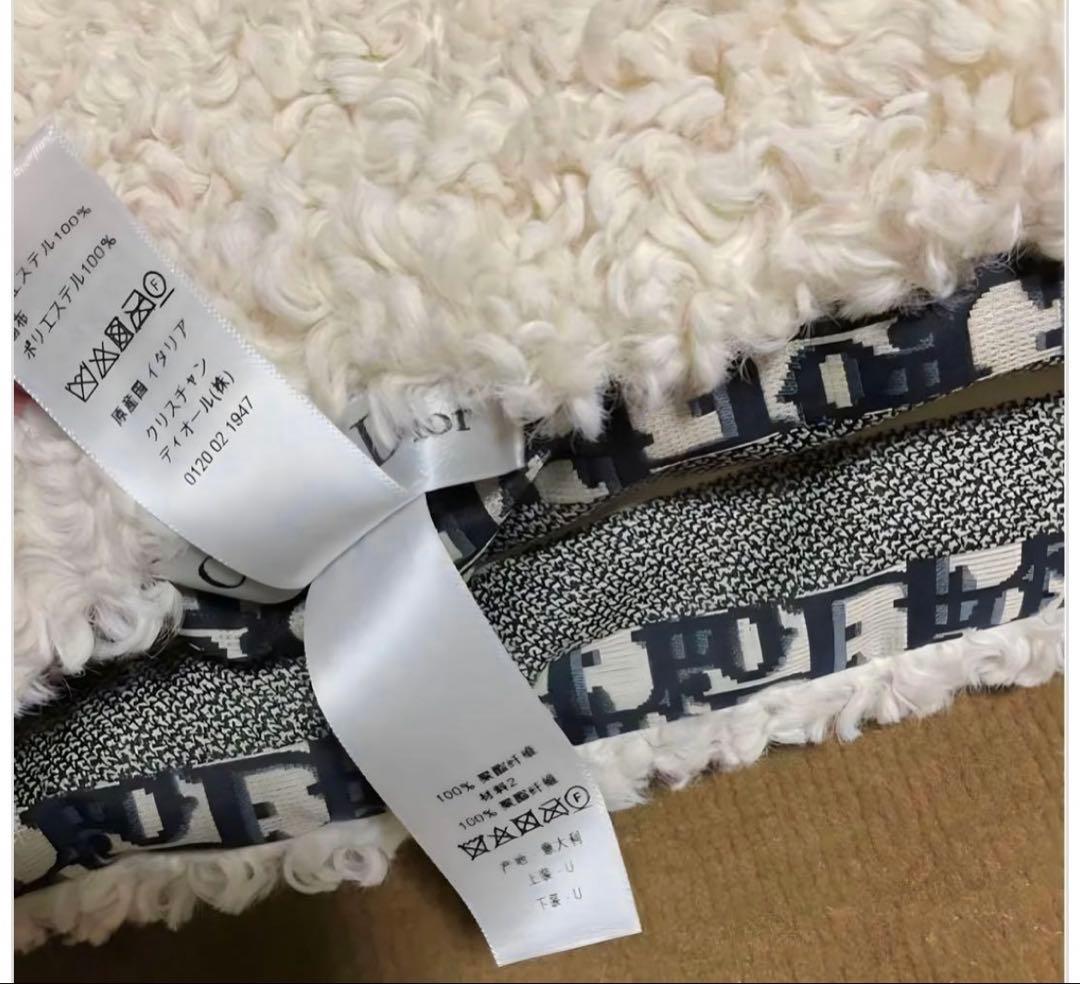 ステル100%
布
ポリエステル100%
F
原産国 イタリア
クリスチャン
ディオール(株)
0120 02 1947
Dior
100% 聚酯纤维
材料2
100% 聚酯纤维
F
产地 意大利
上装 - U
下装 - U